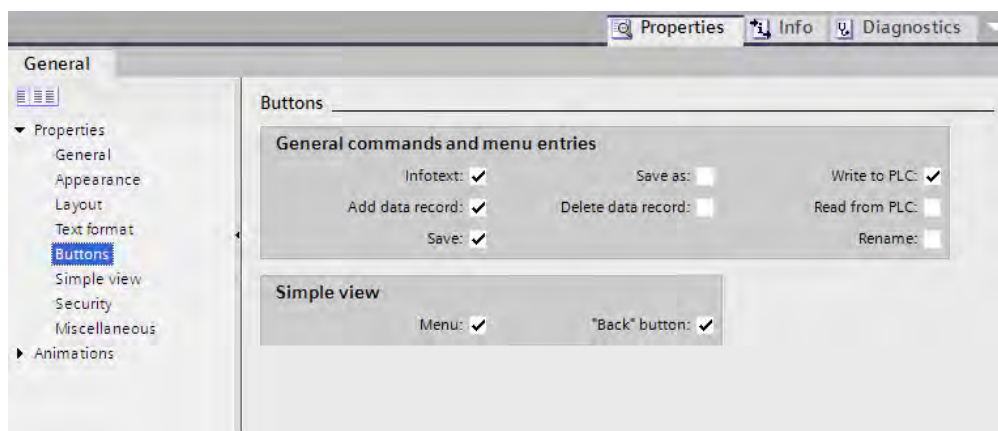 Properties Info Diagnostics
General
Properties
General
Appearance
Layout
Text format
Buttons
Simple view
Security
Miscellaneous
Animations
Buttons
General commands and menu entries
Infotext: Save as: Write to PLC:
Add data record: Delete data record: Read from PLC:
Save: Rename:
Simple view
Menu: "Back" button: